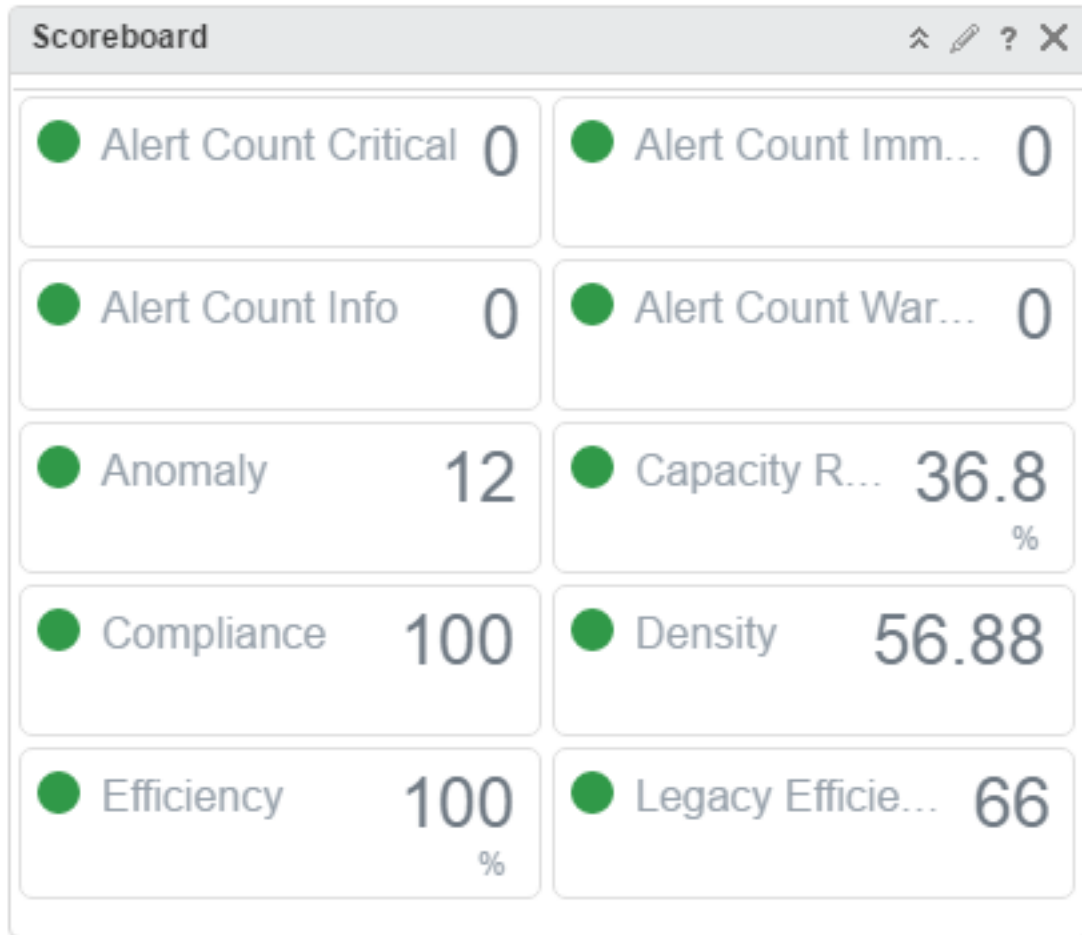 Scoreboard ?
Alert Count Critical 0
Alert Count Imm... 0
Alert Count Info 0
Alert Count War... 0
Anomaly 12
Capacity R... 36.8
%
Compliance 100
Density 56.88
Efficiency 100
%
Legacy Efficie... 66